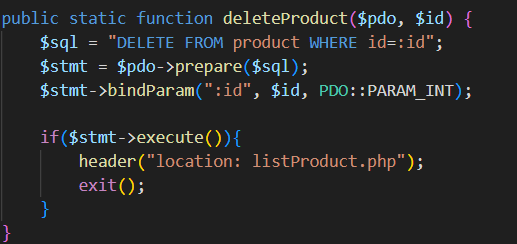 public static function deleteProduct($pdo, $id) {
    $sql = "DELETE FROM product WHERE id=:id";
    $stmt = $pdo->prepare($sql);
    $stmt->bindParam(":id", $id, PDO::PARAM_INT);

    if($stmt->execute()){
        header("location: listProduct.php");
        exit();
    }
}